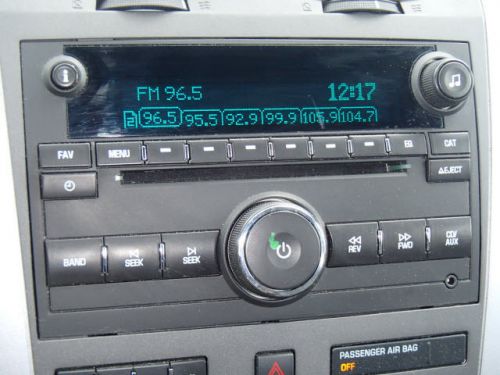 FM 96.5 12:17
2 96.5 95.5 92.9 99.9 105.9 104.7
FAV MENU EQ CAT
EJECT
BAND SEEK SEEK REV FWD CD/
AUX
PASSENGER AIR BAG
OFF